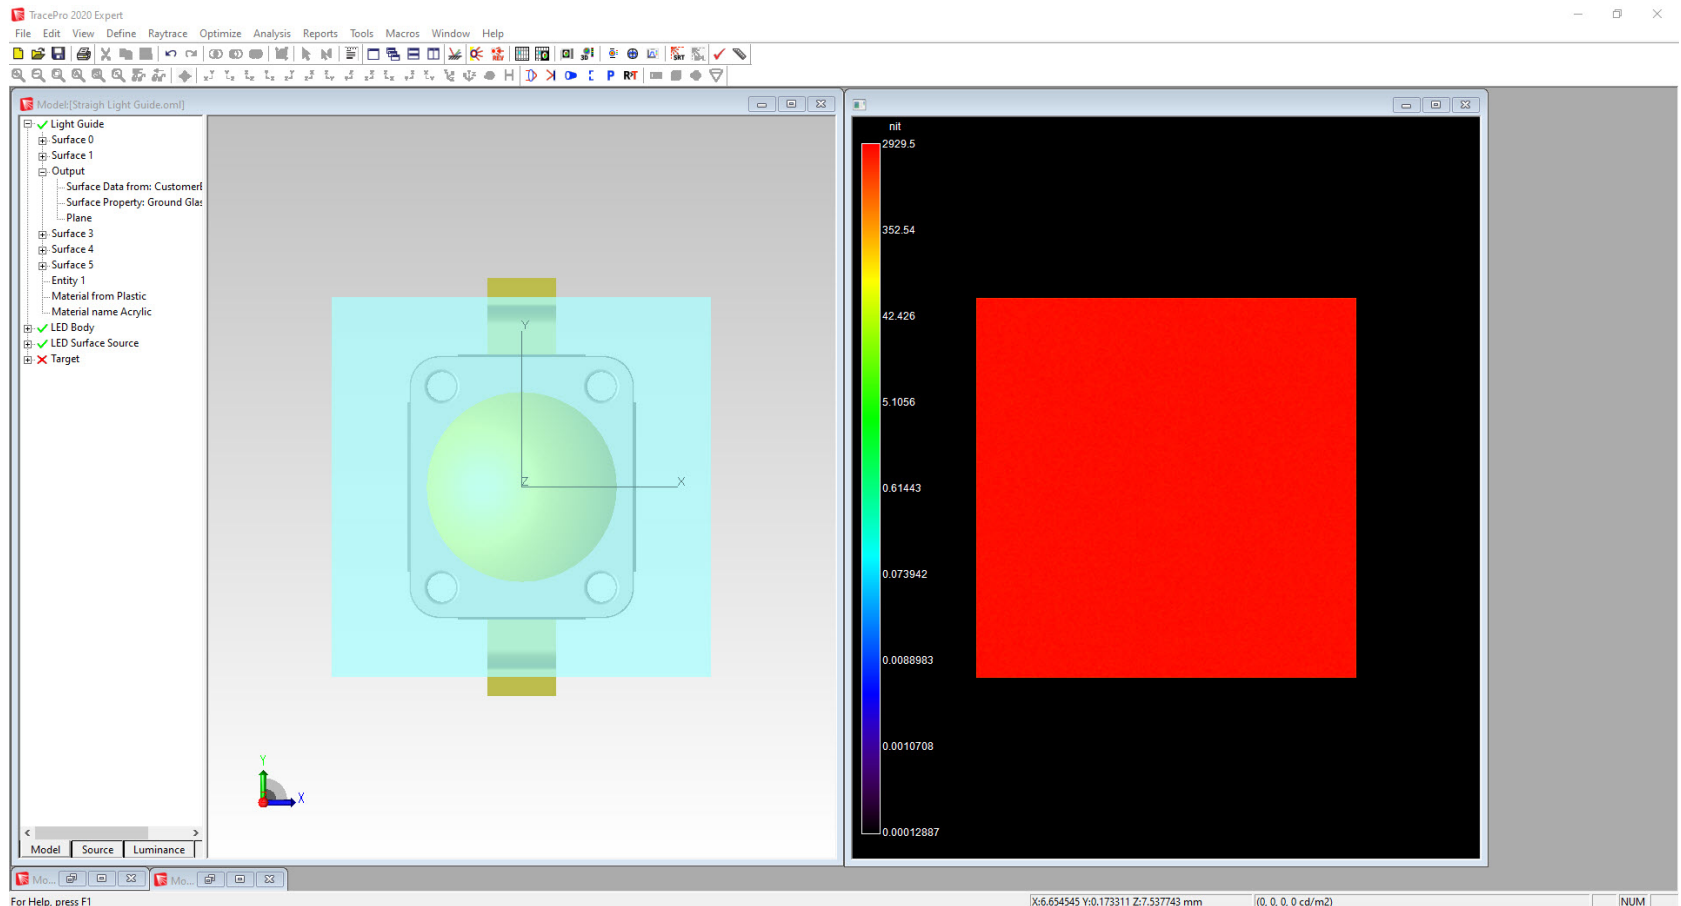 TracePro 2020 Expert
File Edit View Define Raytrace Optimize Analysis Reports Tools Macros Window Help
Model:[Straigh Light Guide.oml]
Light Guide
Surface 0
Surface 1
Output
Surface Data from: Customer
Surface Property: Ground Glas
Plane
Surface 3
Surface 4
Surface 5
Entity 1
Material from Plastic
Material name Acrylic
LED Body
LED Surface Source
Target
Model Source Luminance
Y
X
Z
Y
X
nit
2929.5
352.54
42.426
5.1056
0.61443
0.073942
0.0088983
0.0010708
0.00012887
Mo...
Mo...
For Help, press F1
X:6.654545 Y:0.173311 Z:7.537743 mm
(0, 0, 0, 0 cd/m2)
NUM